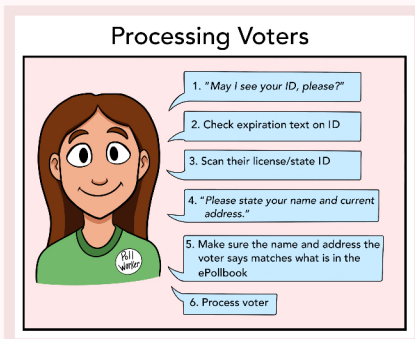 Processing Voters
1. "May I see your ID, please?"
2. Check expiration text on ID
3. Scan their license/state ID
4. "Please state your name and current
address."
5. Make sure the name and address the
voter says matches what is in the
ePollbook
Poll
Worker
6. Process voter